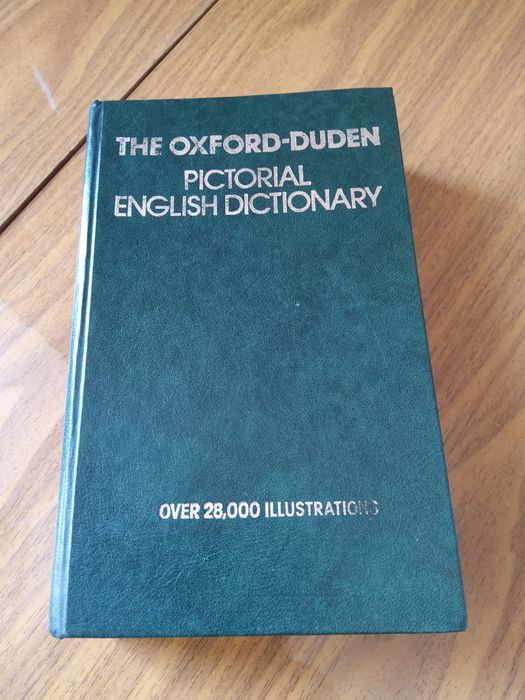 THE OXFORD-DUDEN
PICTORIAL
ENGLISH DICTIONARY
OVER 28,000 ILLUSTRATIONS